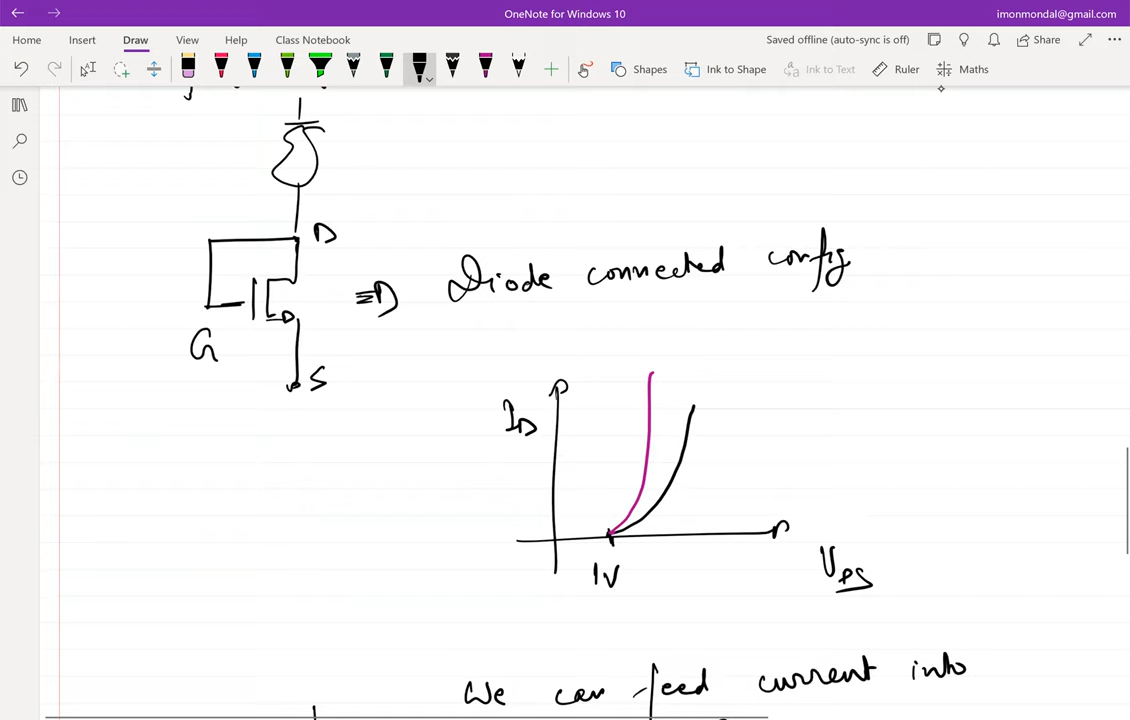 OneNote for Windows 10
imonmondal@gmail.com
Home Insert Draw View Help Class Notebook
Saved offline (auto-sync is off)
Share
Shapes
Ink to Shape
Ink to Text
Ruler
Maths
D
Diode connected config
G
S
ID
1V
VDS
We can feed current into